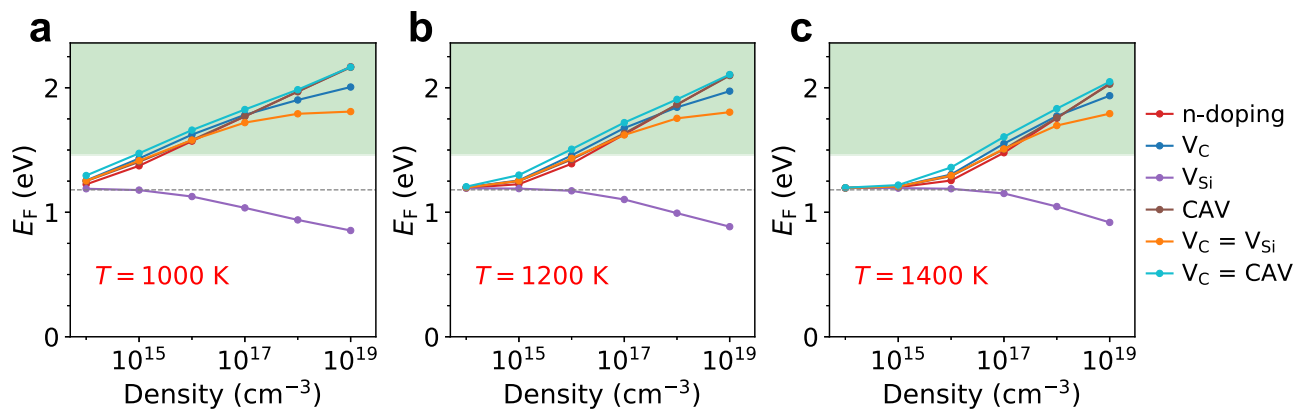 a
b
c
2
1
0
E_F (eV)
T = 1000 K
10^15
10^17
10^19
Density (cm^−3)
2
1
0
E_F (eV)
T = 1200 K
10^15
10^17
10^19
Density (cm^−3)
2
1
0
E_F (eV)
T = 1400 K
10^15
10^17
10^19
Density (cm^−3)
n-doping
V_C
V_Si
CAV
V_C = V_Si
V_C = CAV